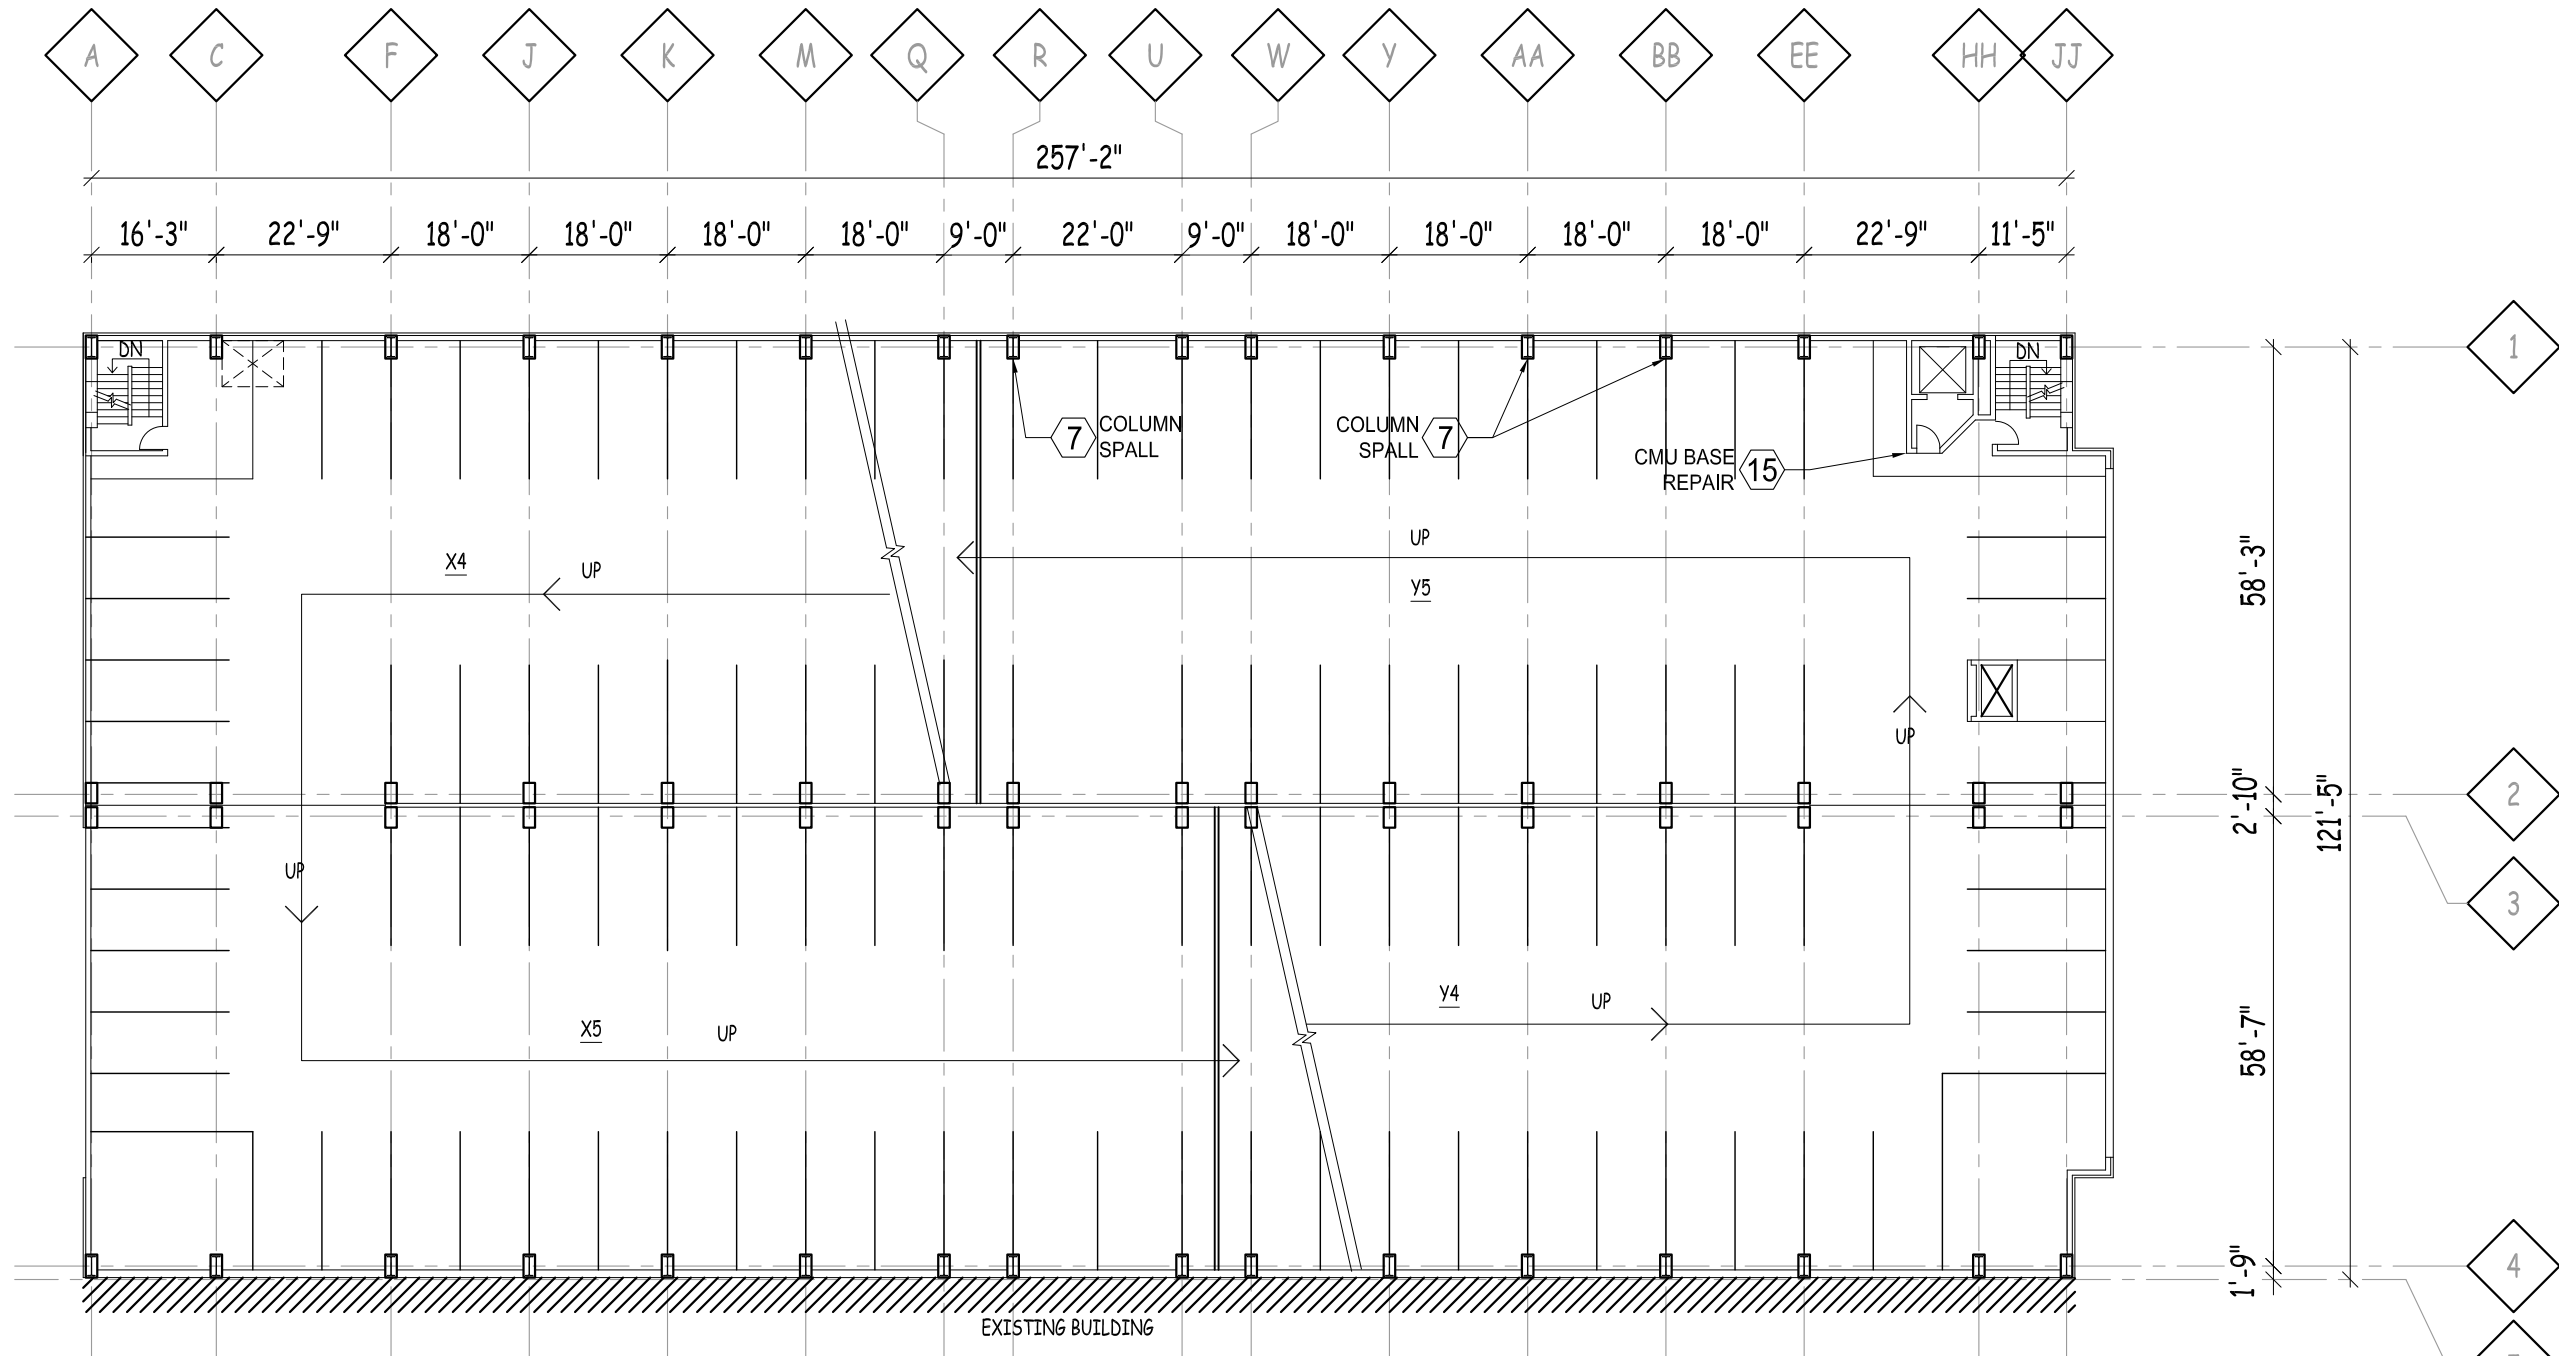 A C F J K M Q R U W Y AA BB EE HH JJ
257'-2"
16'-3" 22'-9" 18'-0" 18'-0" 18'-0" 18'-0" 9'-0" 22'-0" 9'-0" 18'-0" 18'-0" 18'-0" 18'-0" 22'-9" 11'-5"
1
DN
DN
7 COLUMN
SPALL
COLUMN 7
SPALL
CMU BASE 15
REPAIR
UP
X4
UP
Y5
58'-3"
UP
2
2'-10"
121'-5"
UP
3
Y4
UP
X5
UP
58'-7"
4
1'-9"
EXISTING BUILDING